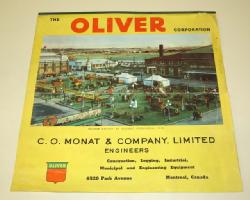 THE OLIVER CORPORATION
C. O. MONAT & COMPANY, LIMITED
ENGINEERS
Construction, Logging, Industrial,
Municipal and Engineering Equipment
6320 Park Avenue Montreal, Canada
OLIVER